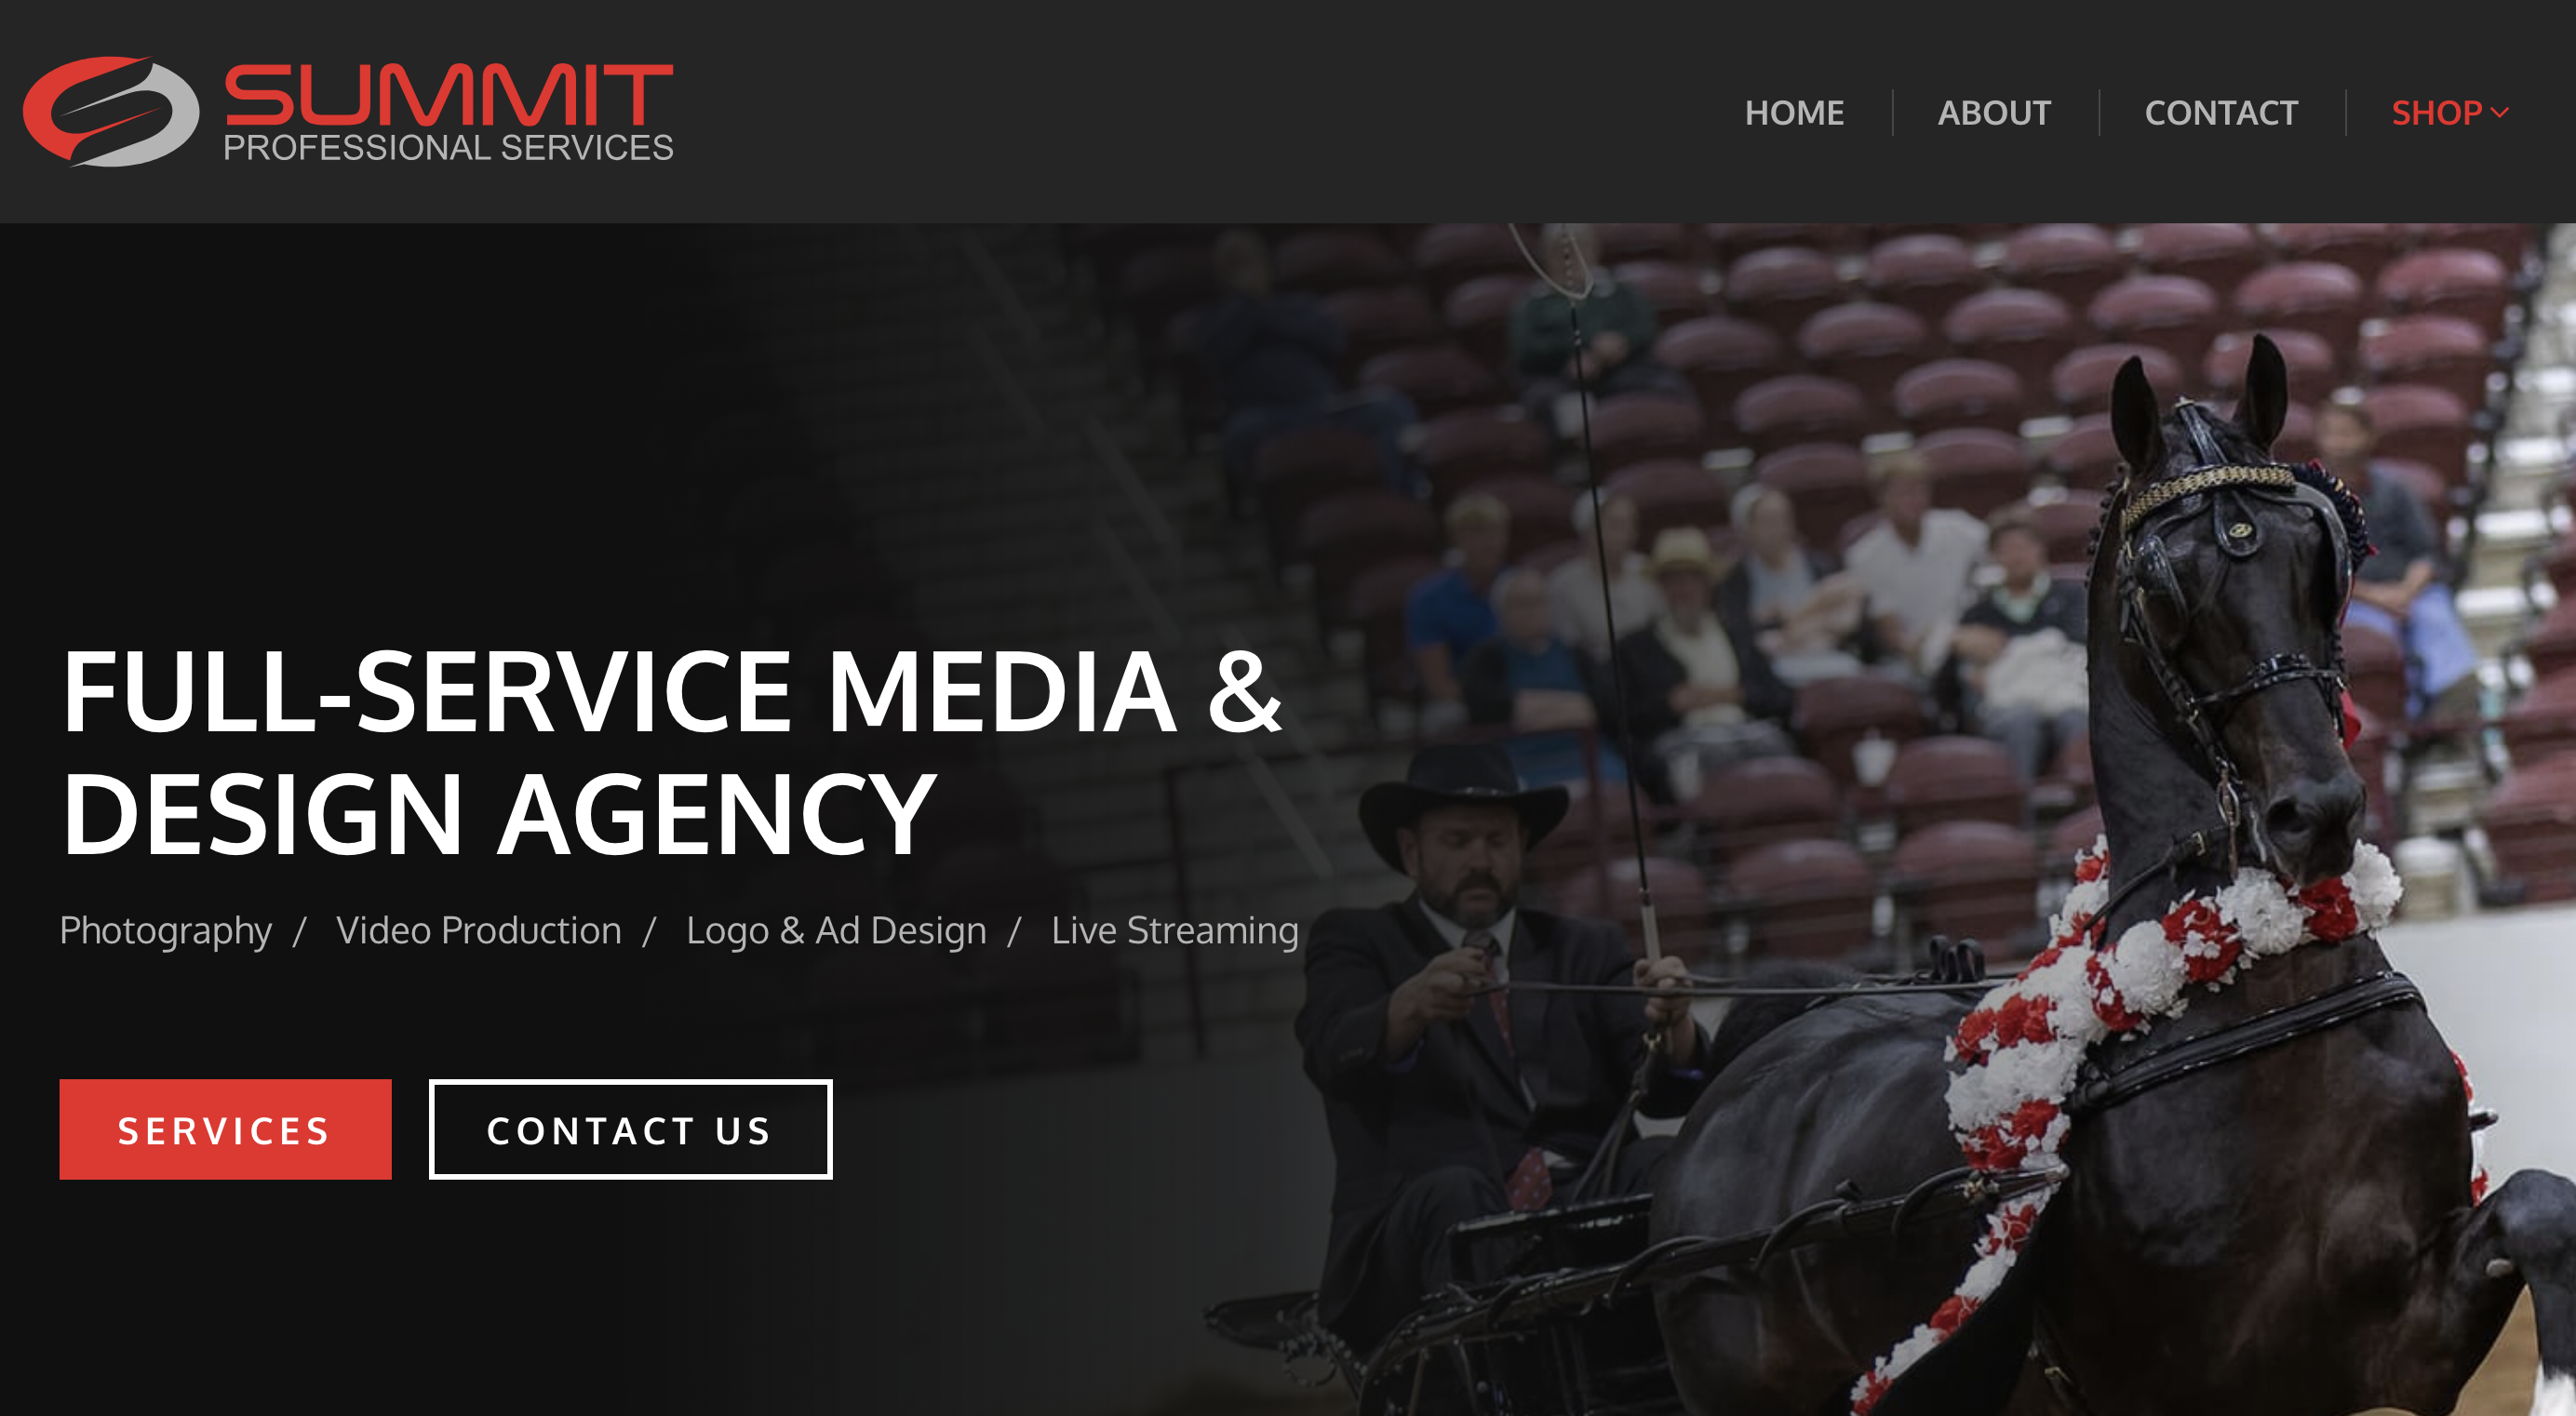 SUMMIT
PROFESSIONAL SERVICES
HOME
ABOUT
CONTACT
SHOP
FULL-SERVICE MEDIA &
DESIGN AGENCY
Photography / Video Production / Logo & Ad Design / Live Streaming
SERVICES
CONTACT US